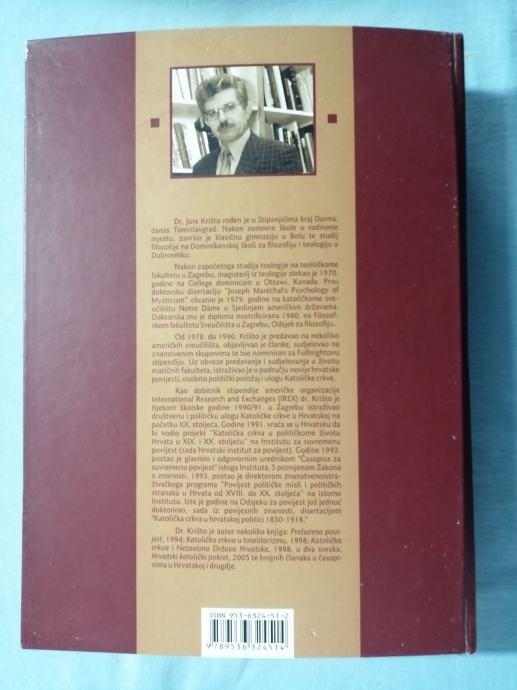 Dr. Jure Krišto rođen je u Stipanjićima kraj Duvna,
danas Tomislavgrad. Nakon osnovne škole u rodnome
mjestu, završio je klasičnu gimnaziju u Bolu te studij
filozofije na Dominikanskoj školi za filozofiju i teologiju u
Dubrovniku.
Nakon započetoga studija teologije na teološkome
fakultetu u Zagrebu, magisterij iz teologije stekao je 1970.
godine na College dominicain u Ottawi, Kanada. Prvu
doktorsku disertaciju "Joseph Maréchal's Psychology of
Mysticism" obranio je 1979. godine na katoličkome sve-
učilištu Notre Dame u Sjedinjem američkim državama.
Doktorska mu je diploma nostrificirana 1980. na Filozof-
skom fakultetu Sveučilišta u Zagrebu, Odsjek za filozofiju.
Od 1978. do 1990. Krišto je predavao na nekoliko
američkih sveučilišta, objavljivao je članke, sudjelovao na
znanstvenim skupovima te bio nominiran za Fulbrightovu
stipendiju. Uz obveze predavanja i sudjelovanja u životu
matičnih fakulteta, istraživao je u području novije hrvatske
povijesti, osobito politički položaj i ulogu Katoličke crkve.
Kao dobitnik stipendije američke organizacije
International Research and Exchanges (IREX) dr. Krišto je
tijekom školske godine 1990/91. u Zagrebu istraživao
društvenu i političku ulogu Katoličke crkve u Hrvatskoj na
početku XX. stoljeća. Godine 1991. vraća se u Hrvatsku da
bi vodio projekt "Katolička crkva u političkome životu
Hrvata u XIX. i XX. stoljeću" na Institutu za suvremenu
povijest (sada Hrvatski institut za povijest). Godine 1992.
postao je glavnim i odgovornim urednikom "Časopisa za
suvremenu povijest" istoga Instituta. S promjenom Zakona
o znanosti, 1993. postao je direktorom znanstvenoistra-
živačkoga programa "Povijest političke misli i političkih
stranaka u Hrvata od XVIII. do XX. stoljeća" na istome
Institutu. Iste je godine na Odsjeku za povijest još jednoć
doktorirao, sada iz povijesnih znanosti, disertacijom
"Katolička crkva u hrvatskoj politici 1850-1918."
Dr. Krišto je autor nekoliko knjiga: Prešućena povi-
jest, 1994; Katolička crkva u totalitarizmu, 1998; Katolička
crkva i Nezavisna Država Hrvatska, 1998, u dva sveska;
Hrvatski katolički pokret, 2005 te brojnih članaka u časopi-
sima u Hrvatskoj i drugdje.
ISBN 953-6324-51-2
9 789536 324514